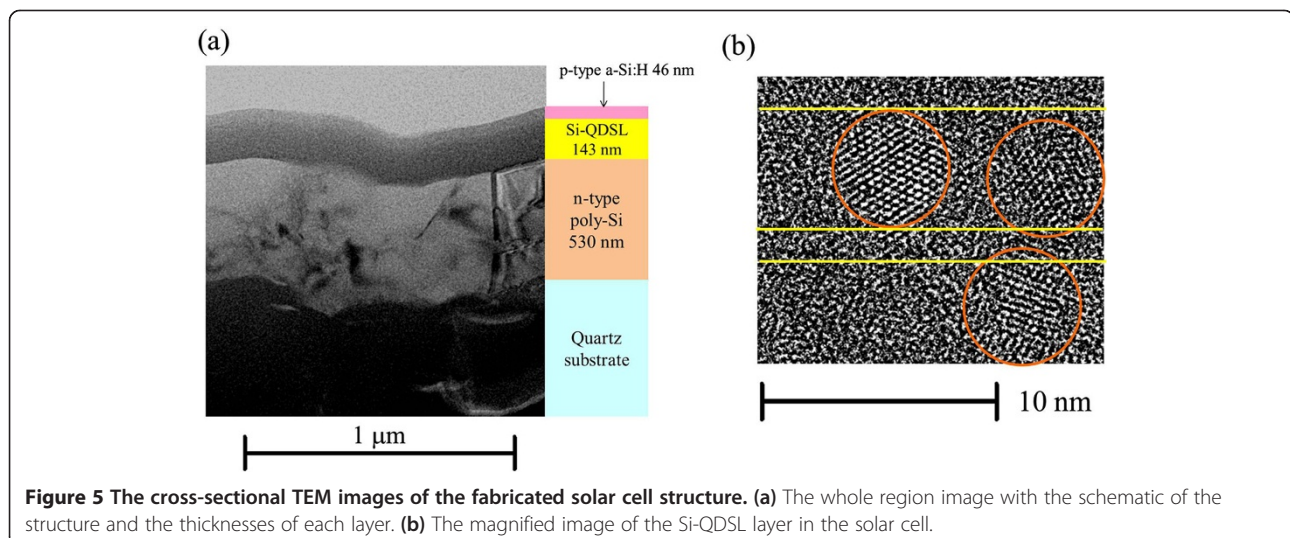 (a)
p-type a-Si:H 46 nm
Si-QDSL
143 nm
n-type
poly-Si
530 nm
Quartz
substrate
1 μm
(b)
10 nm
Figure 5 The cross-sectional TEM images of the fabricated solar cell structure. (a) The whole region image with the schematic of the
structure and the thicknesses of each layer. (b) The magnified image of the Si-QDSL layer in the solar cell.